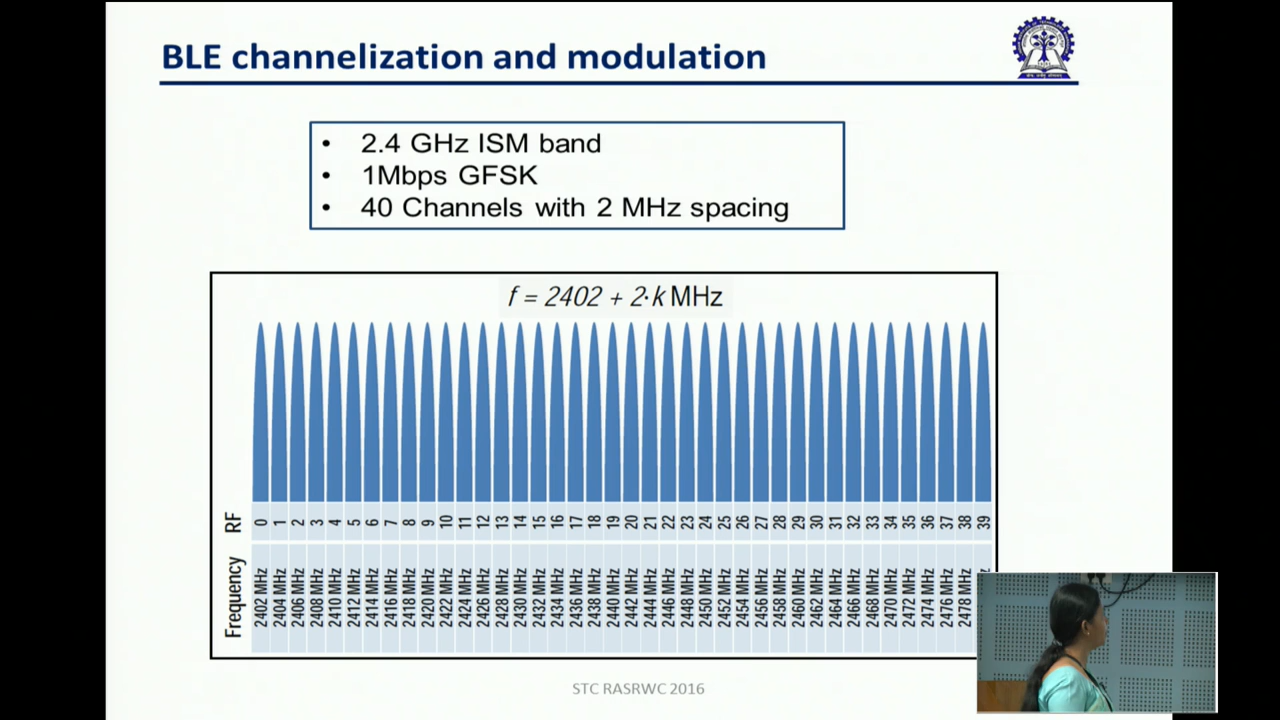 BLE channelization and modulation
• 2.4 GHz ISM band
• 1Mbps GFSK
• 40 Channels with 2 MHz spacing
f = 2402 + 2·k MHz
RF 0 1 2 3 4 5 6 7 8 9 10 11 12 13 14 15 16 17 18 19 20 21 22 23 24 25 26 27 28 29 30 31 32 33 34 35 36 37 38 39
Frequency 2402 MHz 2404 MHz 2406 MHz 2408 MHz 2410 MHz 2412 MHz 2414 MHz 2416 MHz 2418 MHz 2420 MHz 2422 MHz 2424 MHz 2426 MHz 2428 MHz 2430 MHz 2432 MHz 2434 MHz 2436 MHz 2438 MHz 2440 MHz 2442 MHz 2444 MHz 2446 MHz 2448 MHz 2450 MHz 2452 MHz 2454 MHz 2456 MHz 2458 MHz 2460 MHz 2462 MHz 2464 MHz 2466 MHz 2468 MHz 2470 MHz 2472 MHz 2474 MHz 2476 MHz 2478 MHz
STC RASRWC 2016